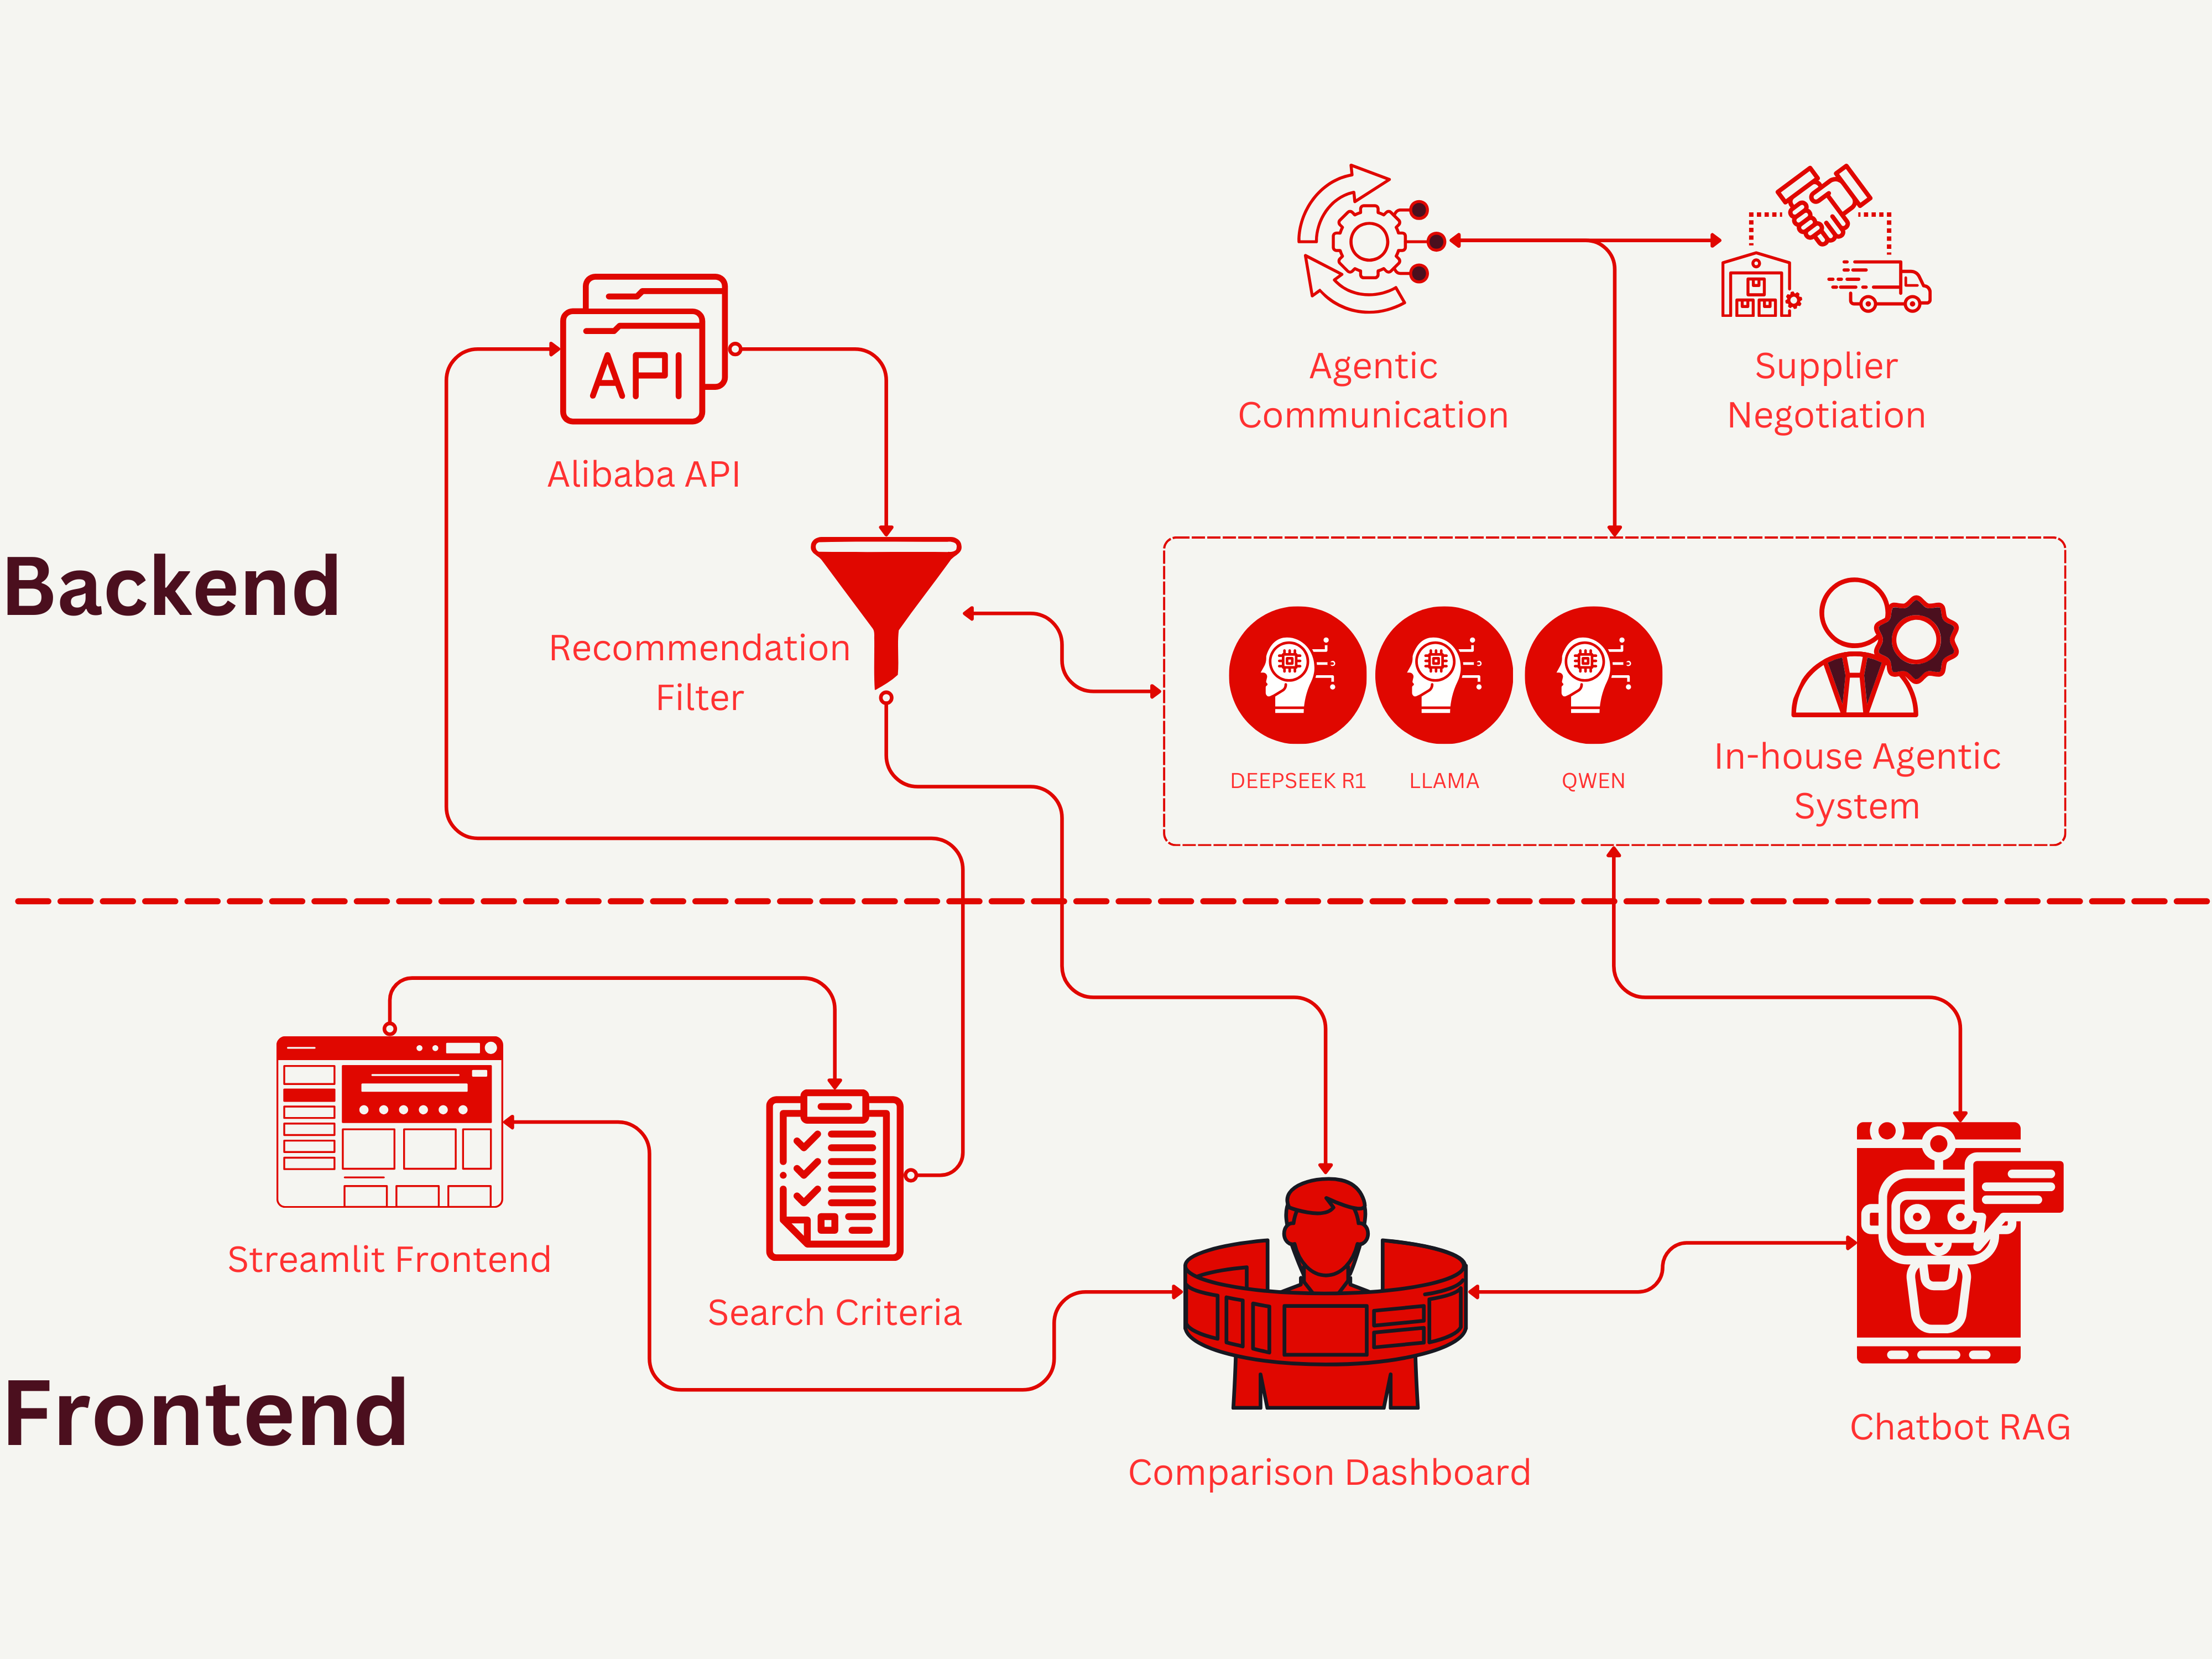 Agentic
Communication
Supplier
Negotiation
API
Alibaba API
Backend
Recommendation
Filter
DEEPSEEK R1
LLAMA
QWEN
In-house Agentic
System
Streamlit Frontend
Search Criteria
Frontend
Comparison Dashboard
Chatbot RAG